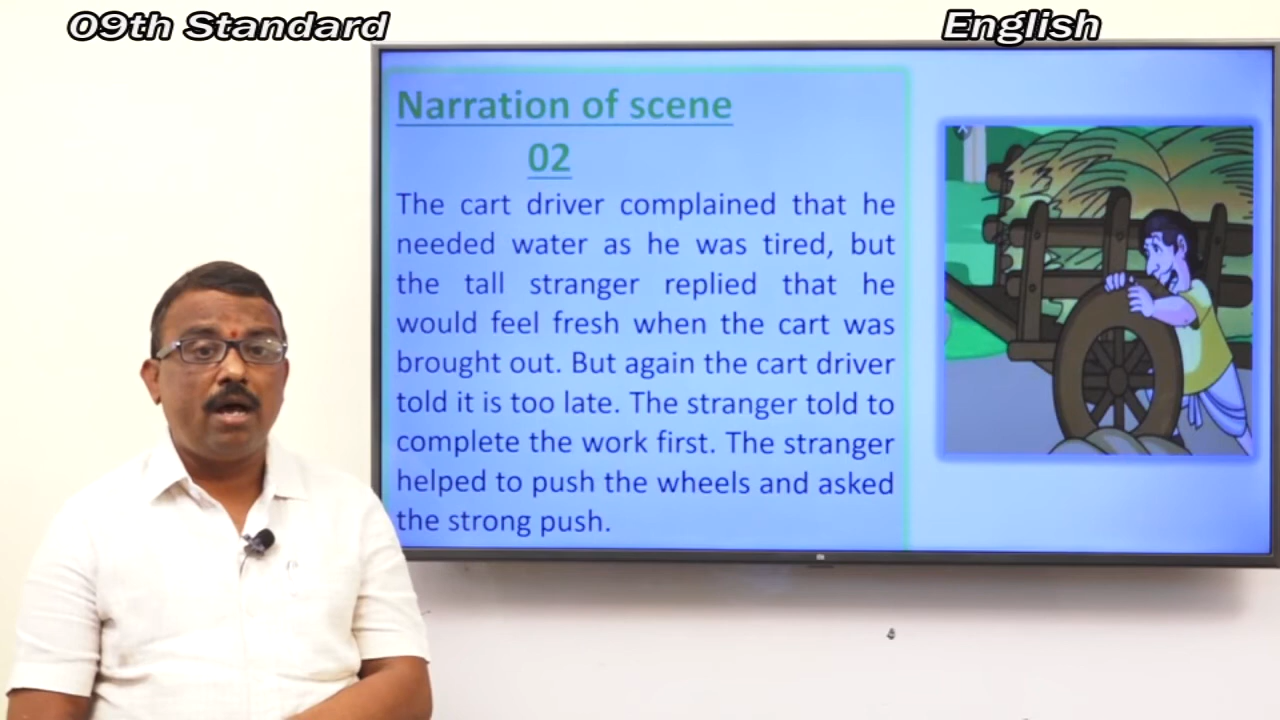 09th Standard
English
Narration of scene
02
The cart driver complained that he
needed water as he was tired, but
the tall stranger replied that he
would feel fresh when the cart was
brought out. But again the cart driver
told it is too late. The stranger told to
complete the work first. The stranger
helped to push the wheels and asked
the strong push.